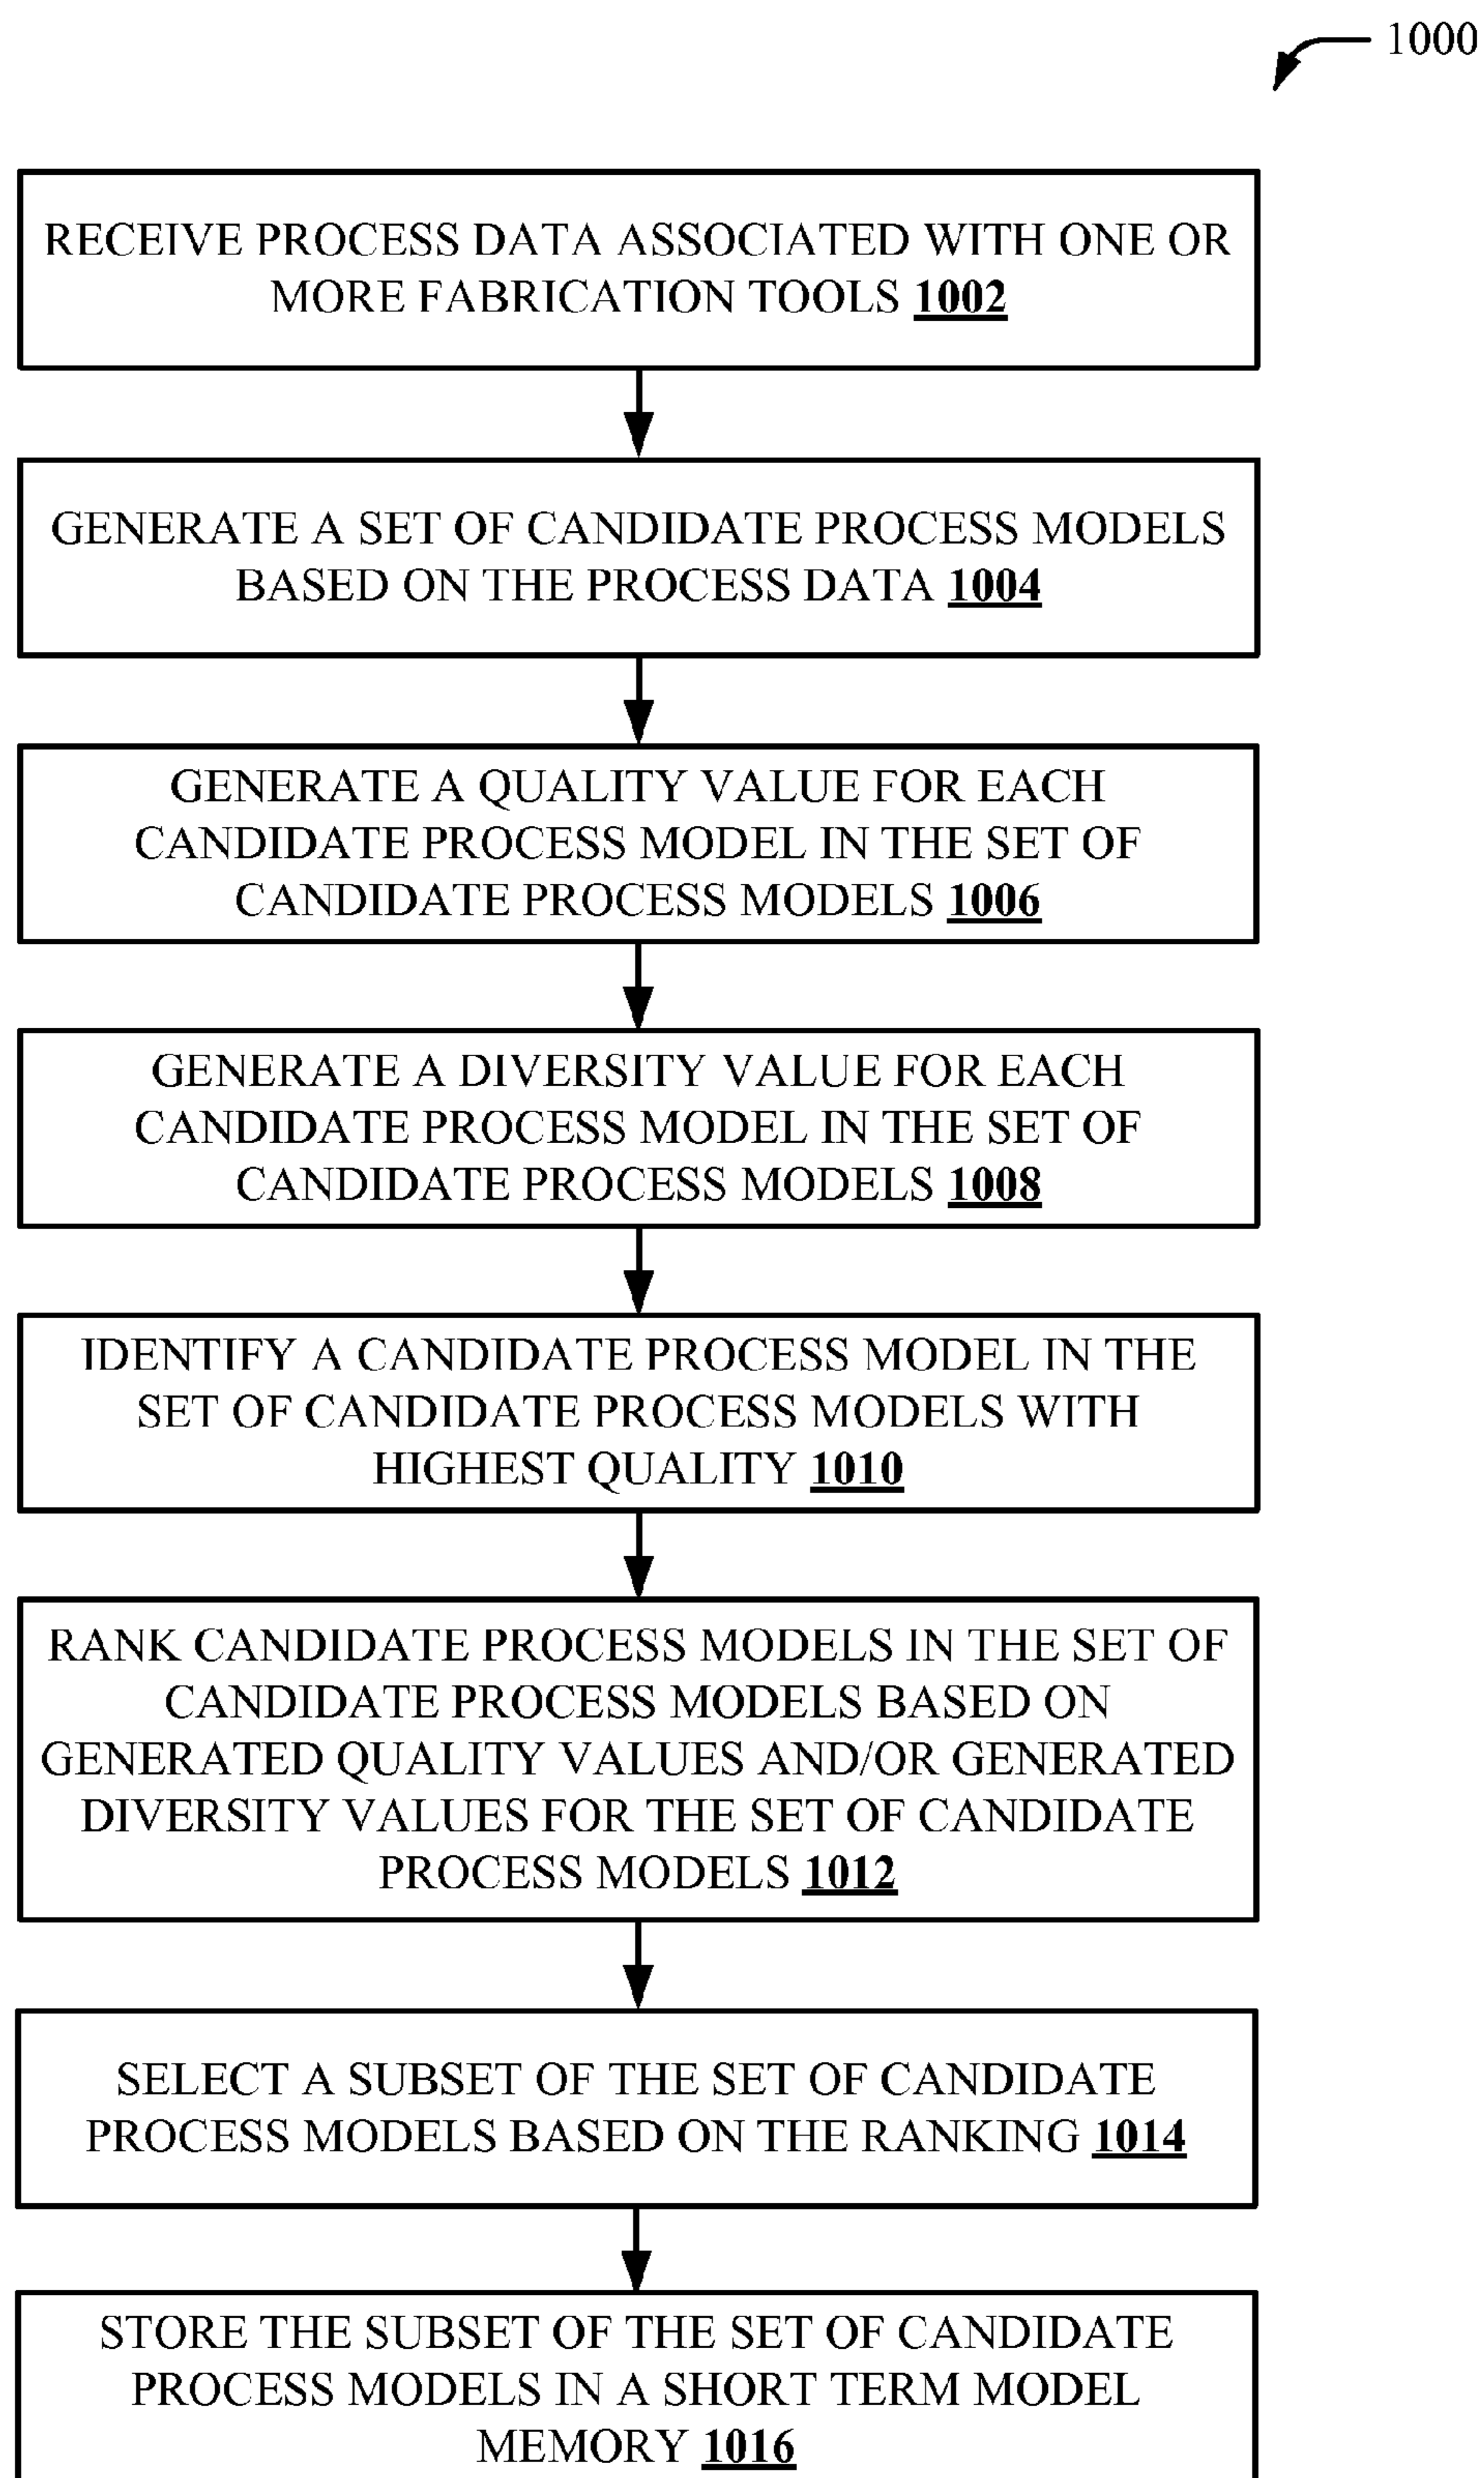 1000
RECEIVE PROCESS DATA ASSOCIATED WITH ONE OR
MORE FABRICATION TOOLS 1002
GENERATE A SET OF CANDIDATE PROCESS MODELS
BASED ON THE PROCESS DATA 1004
GENERATE A QUALITY VALUE FOR EACH
CANDIDATE PROCESS MODEL IN THE SET OF
CANDIDATE PROCESS MODELS 1006
GENERATE A DIVERSITY VALUE FOR EACH
CANDIDATE PROCESS MODEL IN THE SET OF
CANDIDATE PROCESS MODELS 1008
IDENTIFY A CANDIDATE PROCESS MODEL IN THE
SET OF CANDIDATE PROCESS MODELS WITH
HIGHEST QUALITY 1010
RANK CANDIDATE PROCESS MODELS IN THE SET OF
CANDIDATE PROCESS MODELS BASED ON
GENERATED QUALITY VALUES AND/OR GENERATED
DIVERSITY VALUES FOR THE SET OF CANDIDATE
PROCESS MODELS 1012
SELECT A SUBSET OF THE SET OF CANDIDATE
PROCESS MODELS BASED ON THE RANKING 1014
STORE THE SUBSET OF THE SET OF CANDIDATE
PROCESS MODELS IN A SHORT TERM MODEL
MEMORY 1016